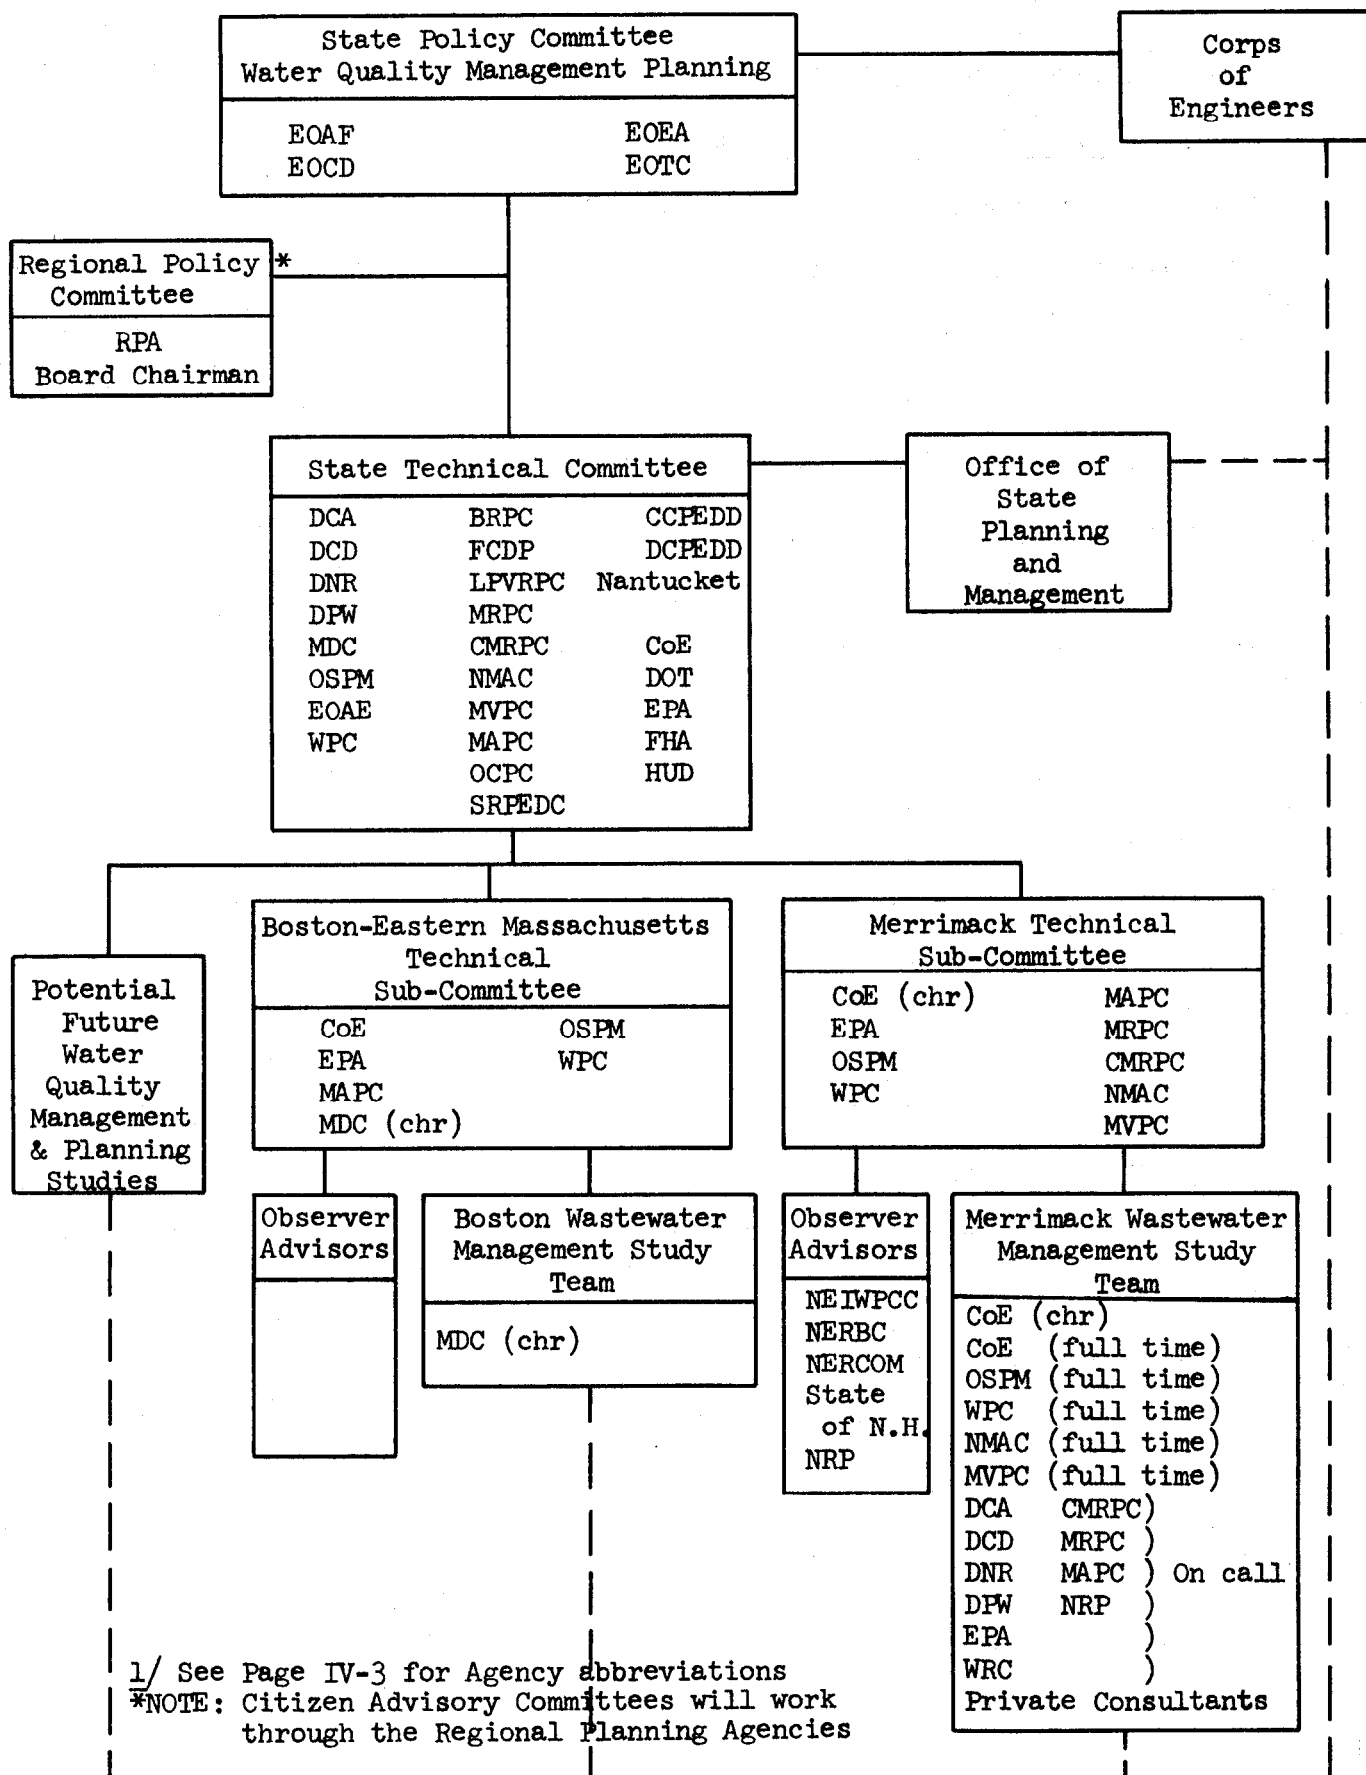 State Policy Committee
Water Quality Management Planning
EOAF EOEA
EOCD EOTC
Corps
of
Engineers
Regional Policy *
Committee
RPA
Board Chairman
State Technical Committee
DCA BRPC CCPEDD
DCD FCDP DCPEDD
DNR LPVRPC Nantucket
DPW MRPC
MDC CMRPC CoE
OSPM NMAC DOT
EOAE MVPC EPA
WPC MAPC FHA
OCPC HUD
SRPEDC
Office of
State
Planning
and
Management
Potential
Future
Water
Quality
Management
& Planning
Studies
Boston-Eastern Massachusetts
Technical
Sub-Committee
CoE OSPM
EPA WPC
MAPC
MDC (chr)
Merrimack Technical
Sub-Committee
CoE (chr) MAPC
EPA MRPC
OSPM CMRPC
WPC NMAC
MVPC
Observer
Advisors
Boston Wastewater
Management Study
Team
MDC (chr)
Observer
Advisors
NEIWPCC
NERBC
NERCOM
State
of N.H.
NRP
Merrimack Wastewater
Management Study
Team
CoE (chr)
CoE (full time)
OSPM (full time)
WPC (full time)
NMAC (full time)
MVPC (full time)
DCA CMRPC)
DCD MRPC )
DNR MAPC ) On call
DPW NRP )
EPA )
WRC )
Private Consultants
1/ See Page IV-3 for Agency abbreviations
*NOTE: Citizen Advisory Committees will work
through the Regional Planning Agencies